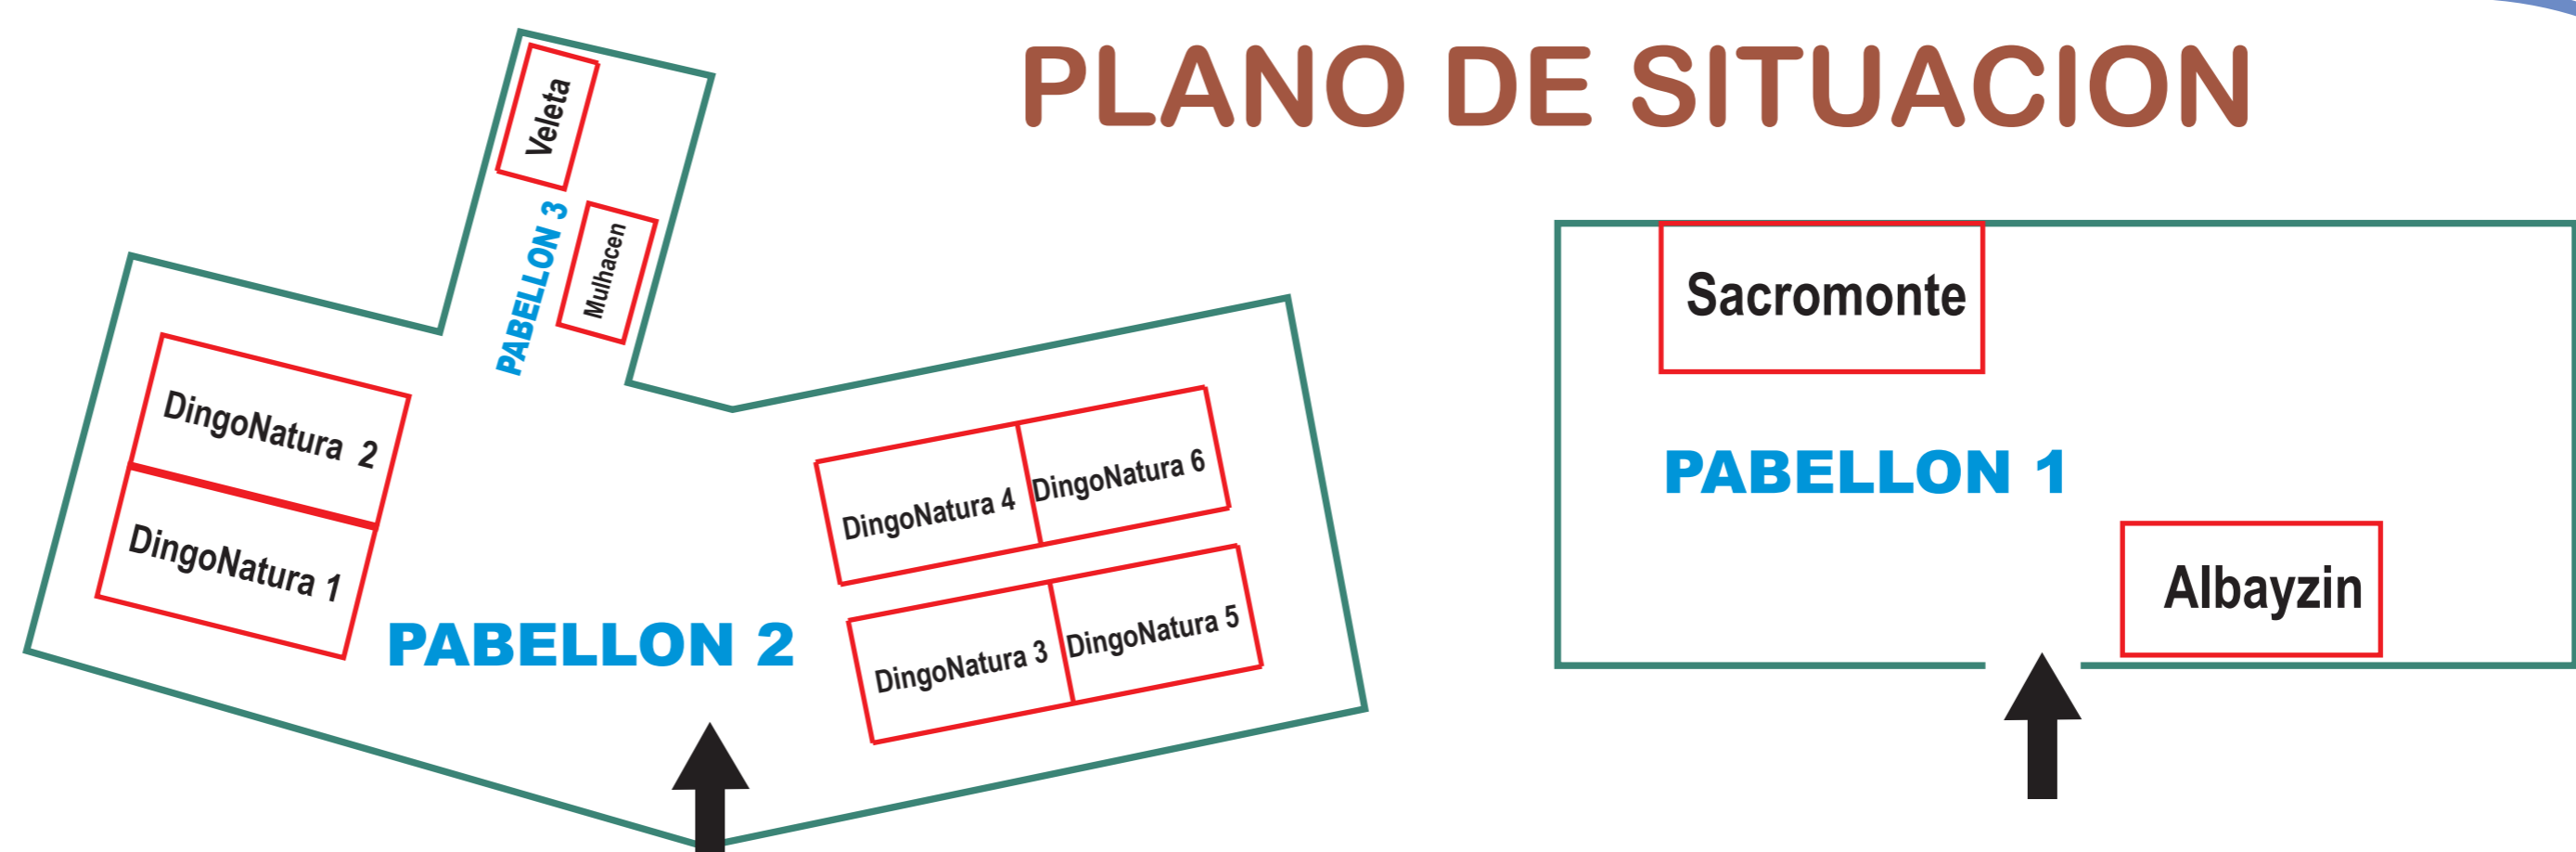 PLANO DE SITUACION
Veleta
PABELLON 3
Mulhacen
DingoNatura 2
DingoNatura 1
PABELLON 2
DingoNatura 4
DingoNatura 6
DingoNatura 3
DingoNatura 5
Sacromonte
PABELLON 1
Albayzin